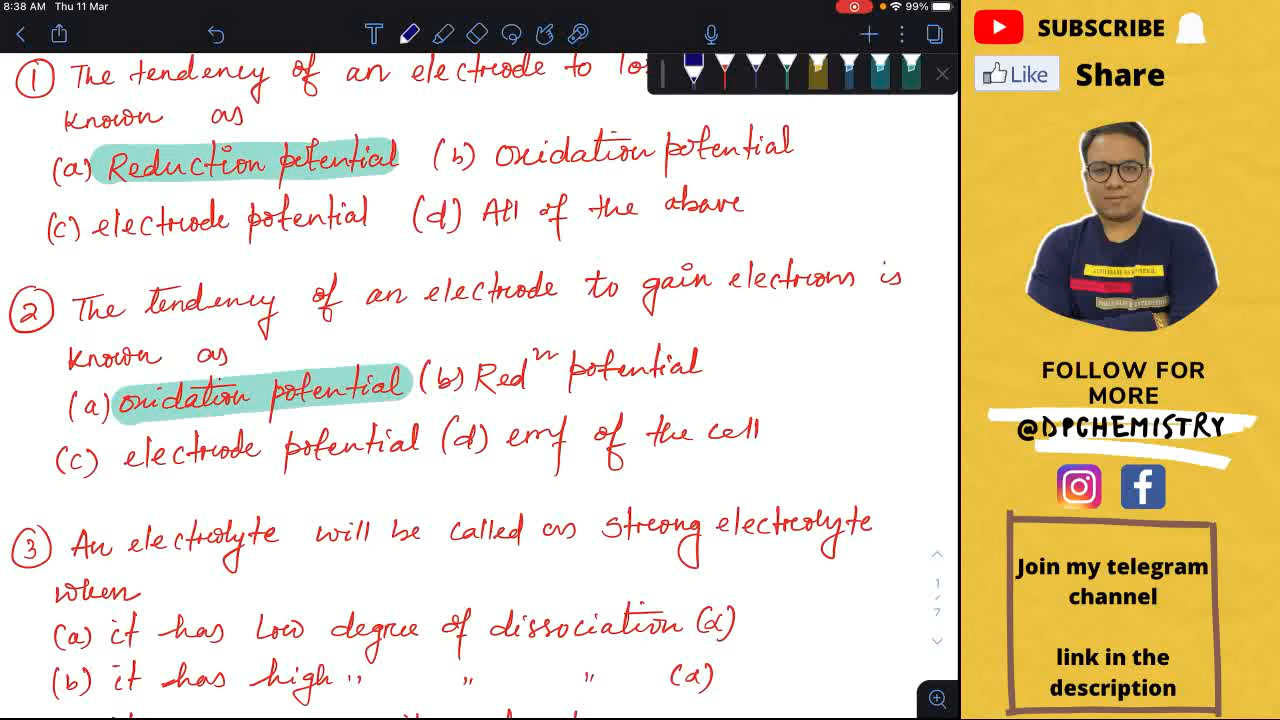 8:38 AM Thu 11 Mar
99%
① The tendency of an electrode to
known as
(a) Reduction potential (b) Oxidation potential
(c) electrode potential (d) All of the above
② The tendency of an electrode to gain electrons is
known as
(a) oxidation potential (b) Redⁿ potential
(c) electrode potential (d) emf of the cell
③ An electrolyte will be called as strong electrolyte
when
(a) it has low degree of dissociation (α)
(b) it has high " " " (α)
1
/
7
SUBSCRIBE
Like Share
FOLLOW FOR
MORE
@DPCHEMISTRY
Join my telegram
channel
link in the
description